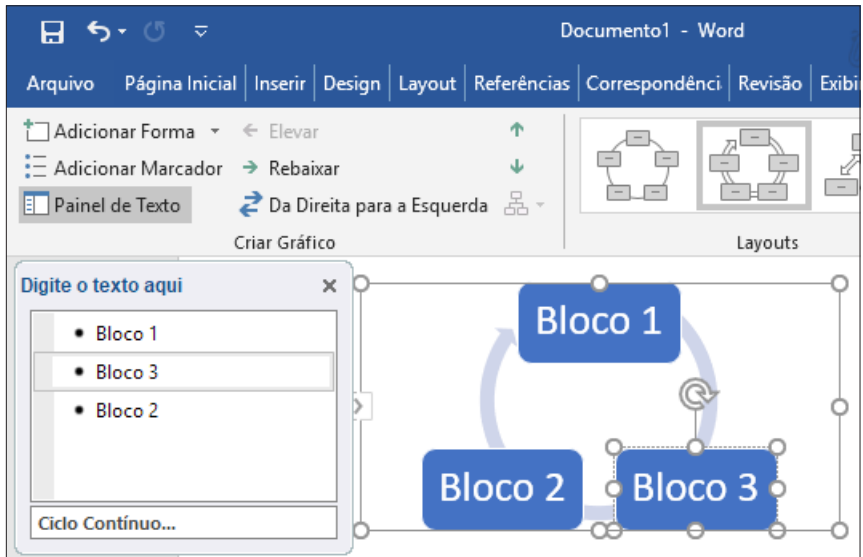 Documento1 - Word
Arquivo Página Inicial Inserir Design Layout Referências Correspondênci Revisão Exibi
Adicionar Forma Elevar
Adicionar Marcador Rebaixar
Painel de Texto Da Direita para a Esquerda
Criar Gráfico Layouts
Digite o texto aqui
Bloco 1
Bloco 3
Bloco 2
Ciclo Contínuo...
Bloco 1
Bloco 2 Bloco 3